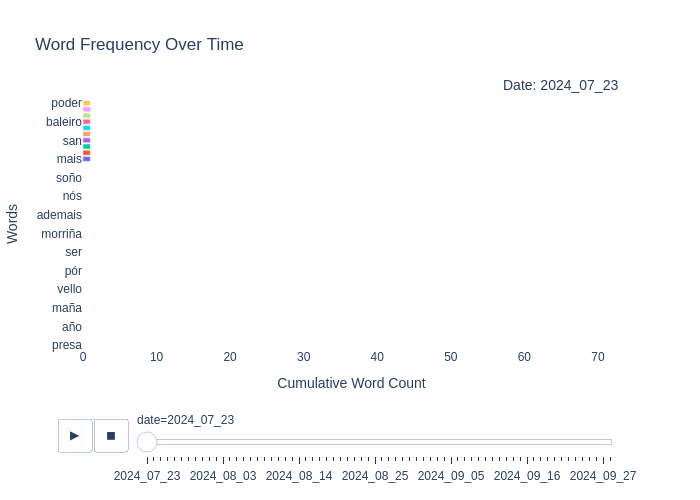 Word Frequency Over Time
Date: 2024_07_23
poder
baleiro
san
mais
soño
nós
ademais
morriña
ser
pór
vello
maña
año
presa
Words
0 10 20 30 40 50 60 70
Cumulative Word Count
date=2024_07_23
2024_07_23 2024_08_03 2024_08_14 2024_08_25 2024_09_05 2024_09_16 2024_09_27